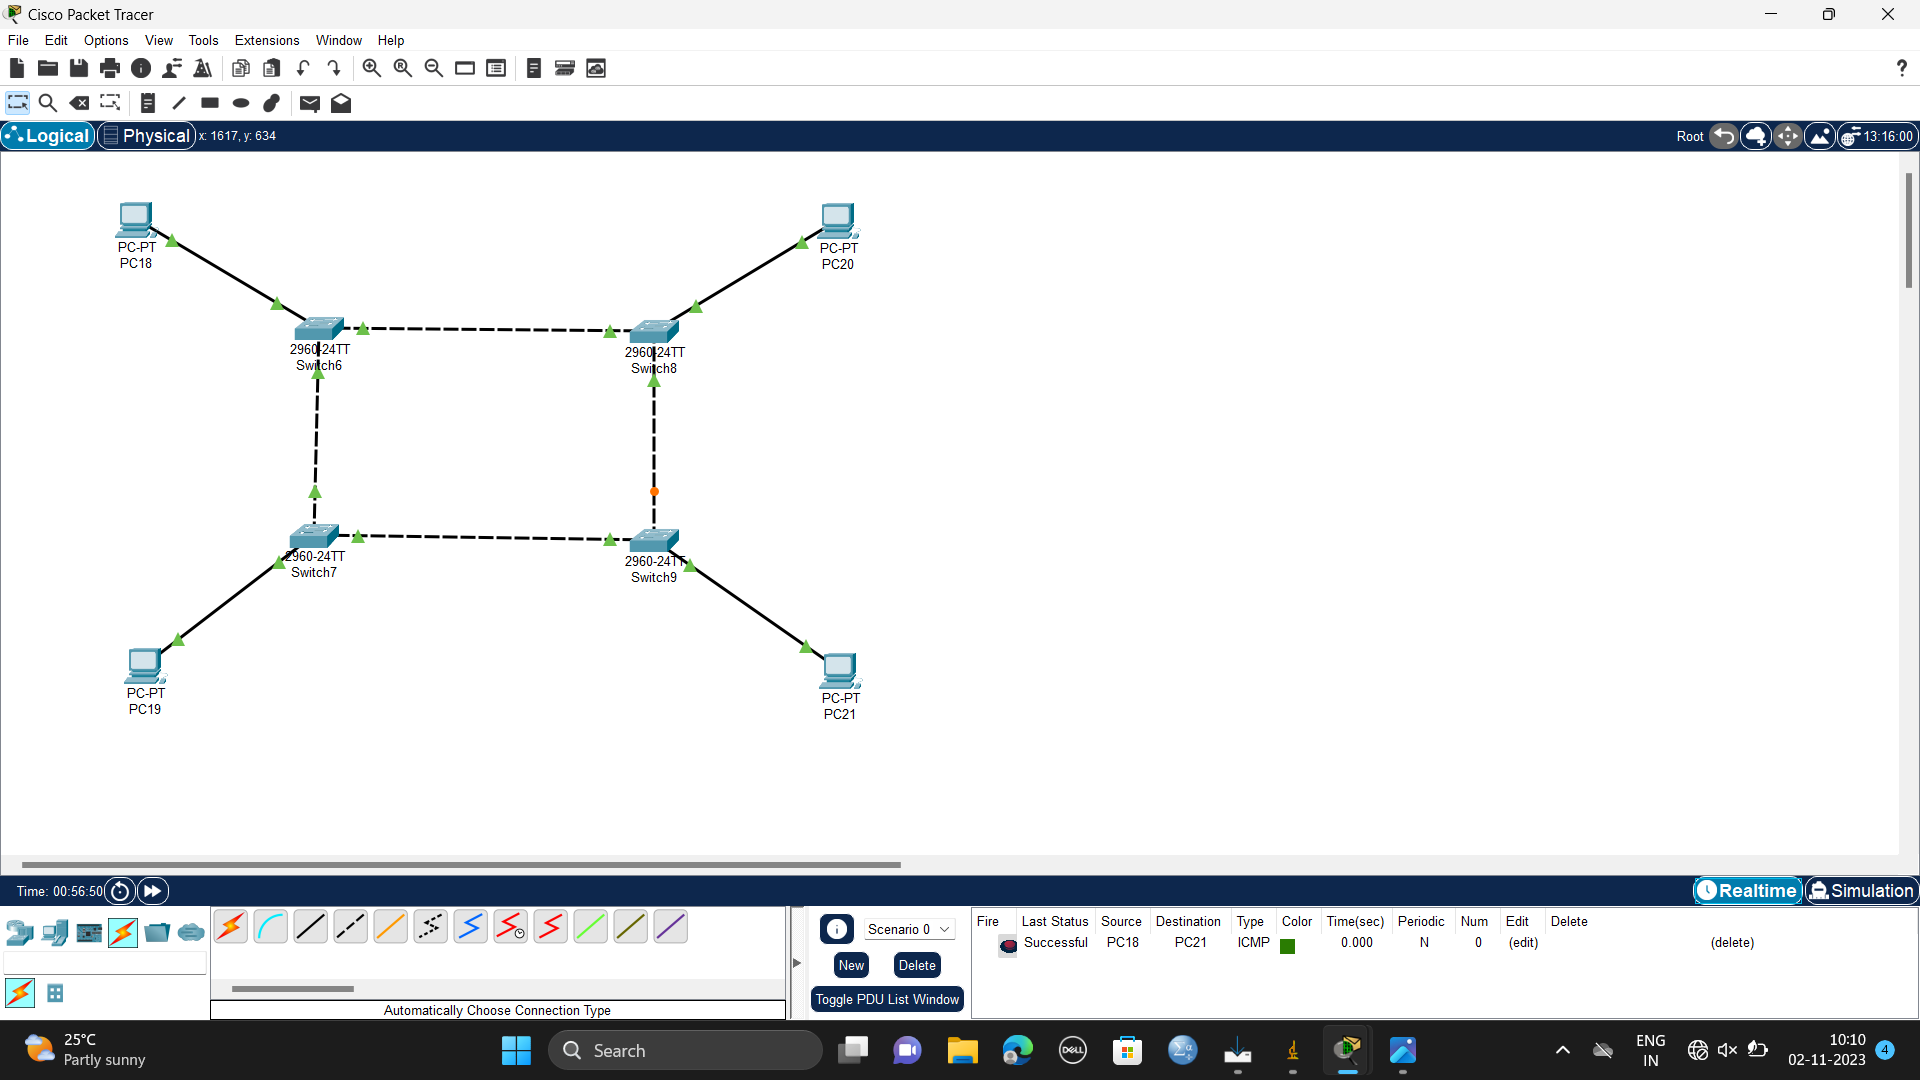 Cisco Packet Tracer
File Edit Options View Tools Extensions Window Help
?
Logical Physical x: 1617, y: 634 Root 13:16:00
PC-PT
PC18
PC-PT
PC20
2960-24TT
Switch6
2960-24TT
Switch8
2960-24TT
Switch7
2960-24TT
Switch9
PC-PT
PC19
PC-PT
PC21
Time: 00:56:50 Realtime Simulation
Scenario 0
New Delete
Toggle PDU List Window
Fire Last Status Source Destination Type Color Time(sec) Periodic Num Edit Delete
Successful PC18 PC21 ICMP 0.000 N 0 (edit) (delete)
Automatically Choose Connection Type
25°C
Partly sunny
Search
DELL
Σα
ENG
IN
10:10
02-11-2023
4